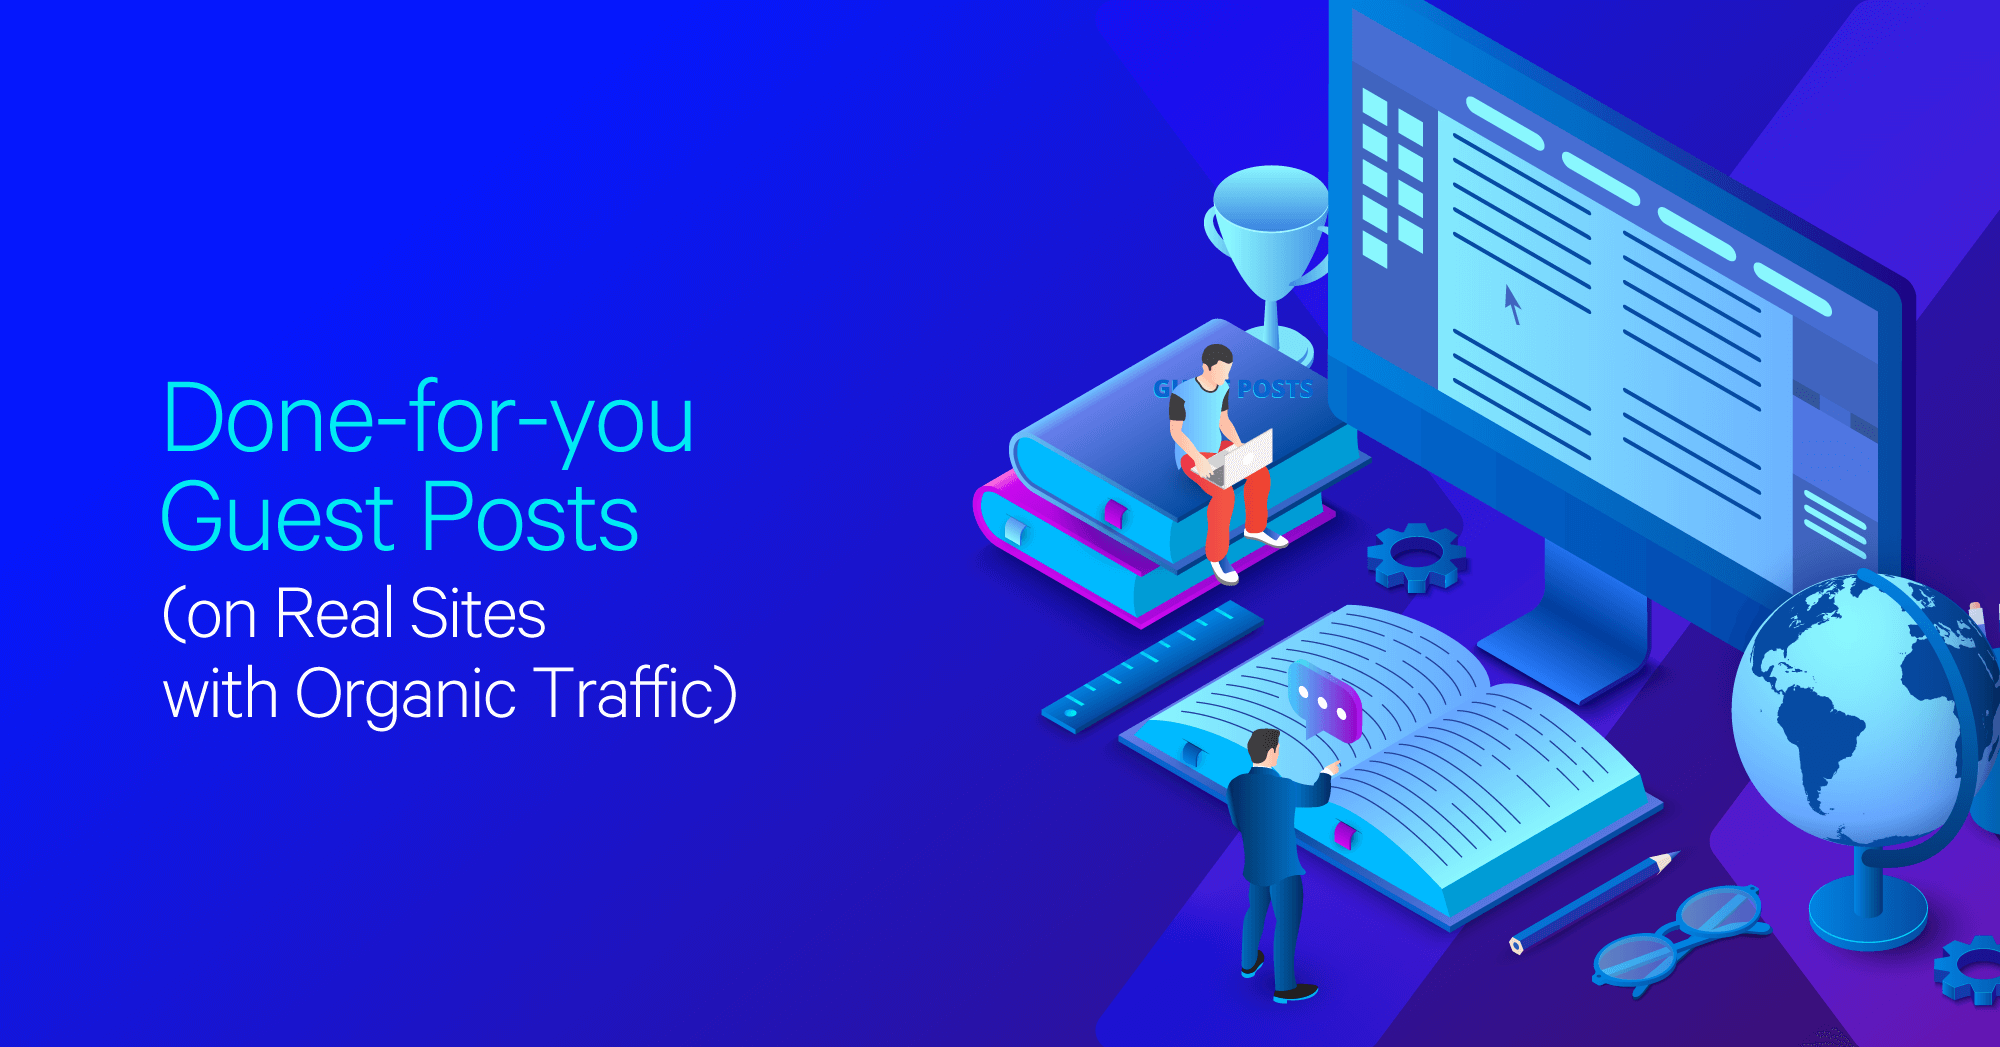 Done-for-you
Guest Posts
(on Real Sites
with Organic Traffic)
POSTS